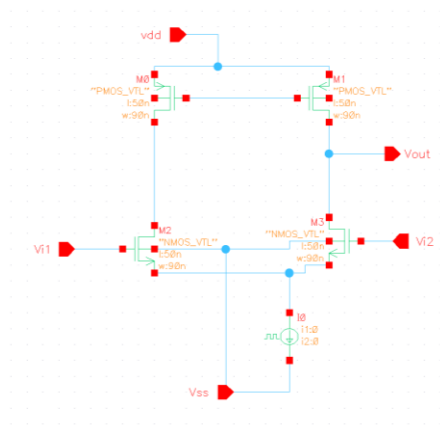 vdd
M0
"PMOS_VTL"
l:50n
w:90n
M1
"PMOS_VTL"
l:50n
w:90n
Vout
M2
"NMOS_VTL"
l:50n
w:90n
M3
"NMOS_VTL"
l:50n
w:90n
Vi1
Vi2
I0
i1:0
i2:0
Vss